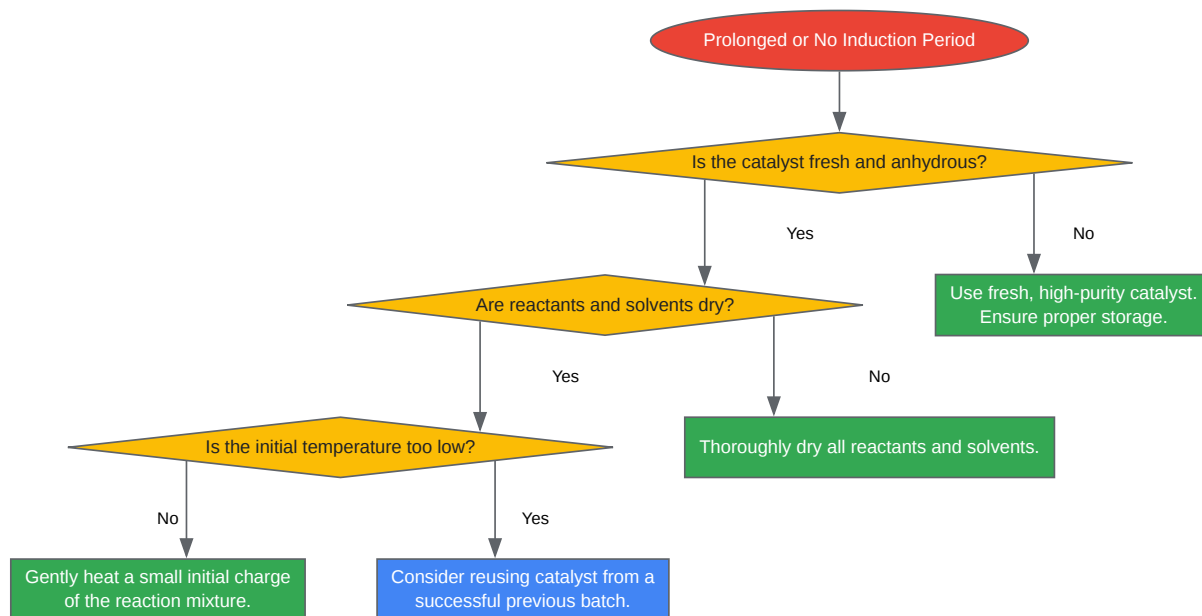 Prolonged or No Induction Period
Is the catalyst fresh and anhydrous?
Yes
No
Use fresh, high-purity catalyst.
Ensure proper storage.
Are reactants and solvents dry?
Yes
No
Thoroughly dry all reactants and solvents.
Is the initial temperature too low?
No
Yes
Gently heat a small initial charge
of the reaction mixture.
Consider reusing catalyst from a
successful previous batch.